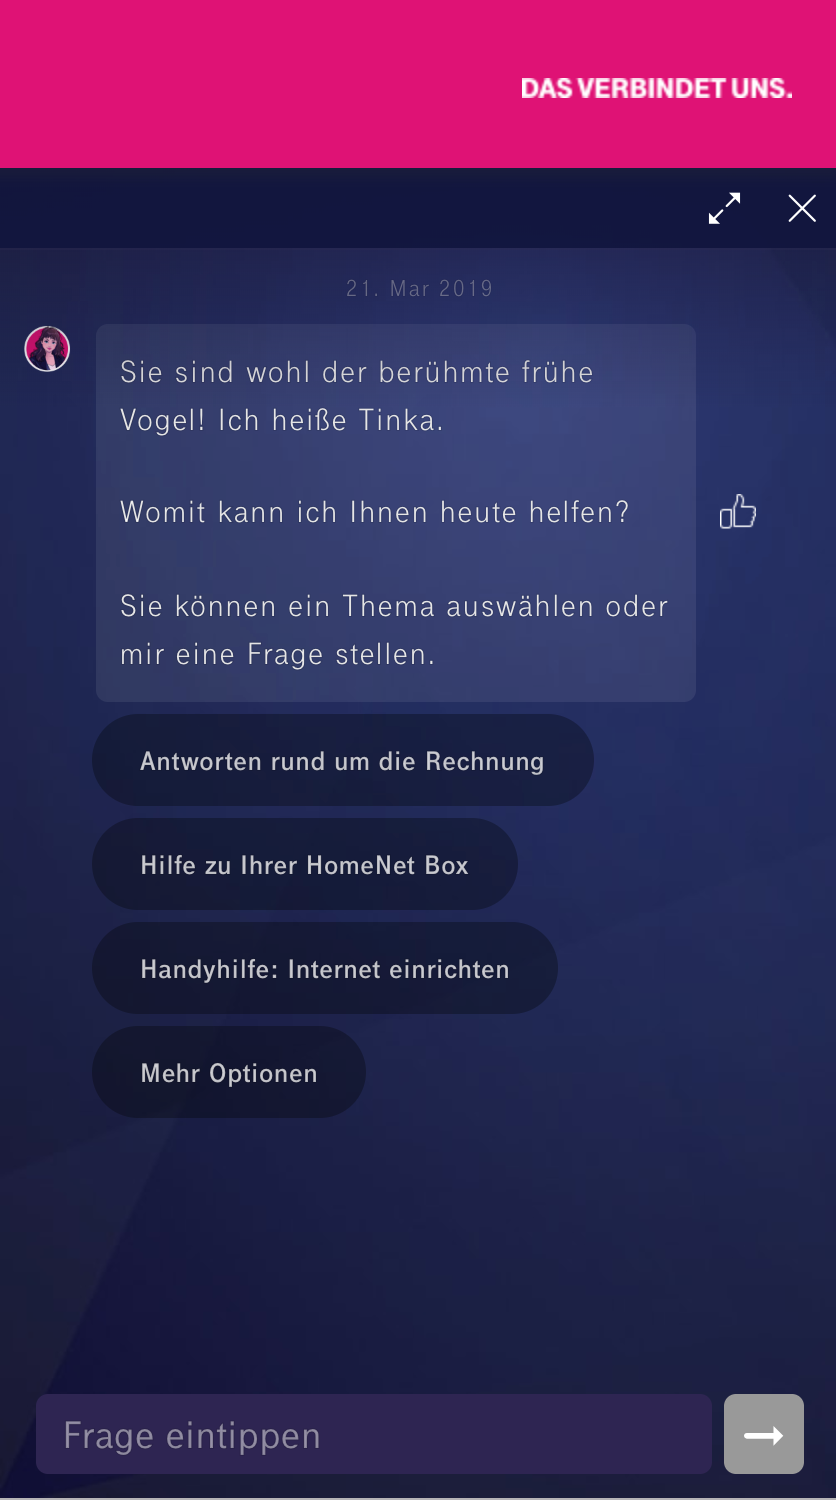 DAS VERBINDET UNS.
21. Mar 2019
Sie sind wohl der berühmte frühe
Vogel! Ich heiße Tinka.
Womit kann ich Ihnen heute helfen?
Sie können ein Thema auswählen oder
mir eine Frage stellen.
Antworten rund um die Rechnung
Hilfe zu Ihrer HomeNet Box
Handyhilfe: Internet einrichten
Mehr Optionen
Frage eintippen